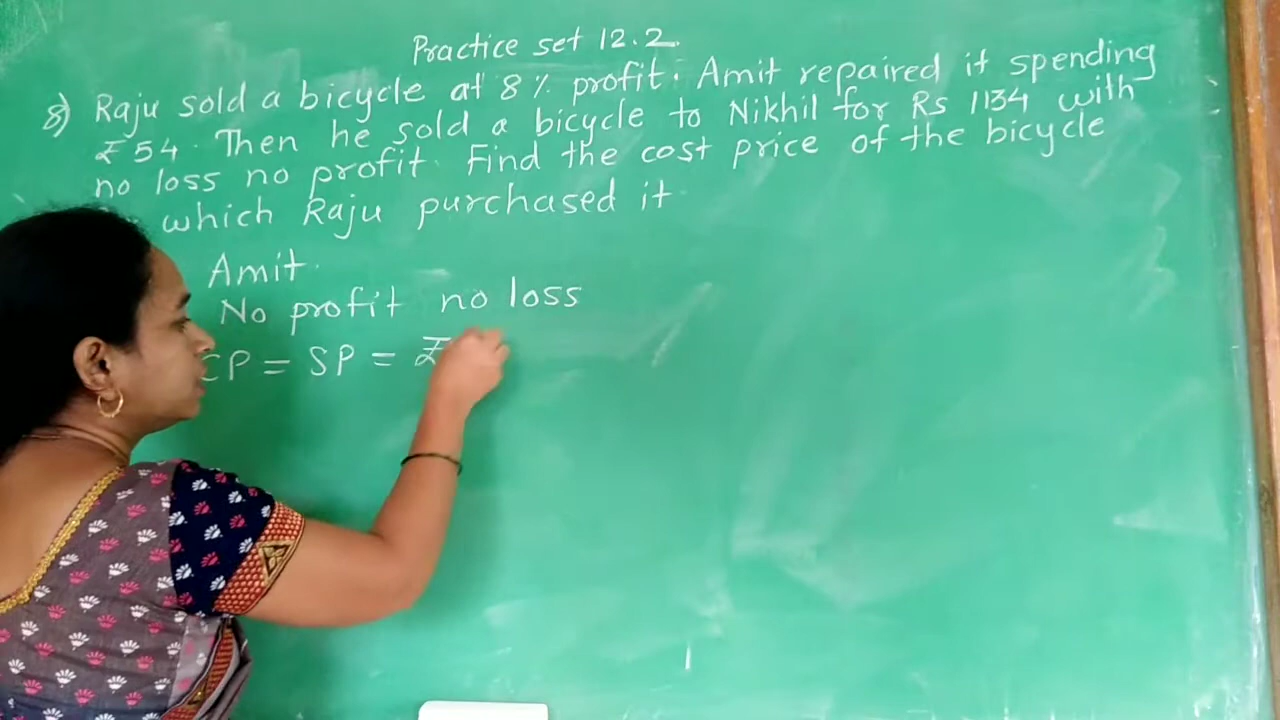 Practice set 12.2.
8) Raju sold a bicycle at 8% profit. Amit repaired it spending
₹54. Then he sold a bicycle to Nikhil for Rs 1134 with
no loss no profit. Find the cost price of the bicycle
which Raju purchased it.
Amit.
No profit no loss
CP = SP = ₹